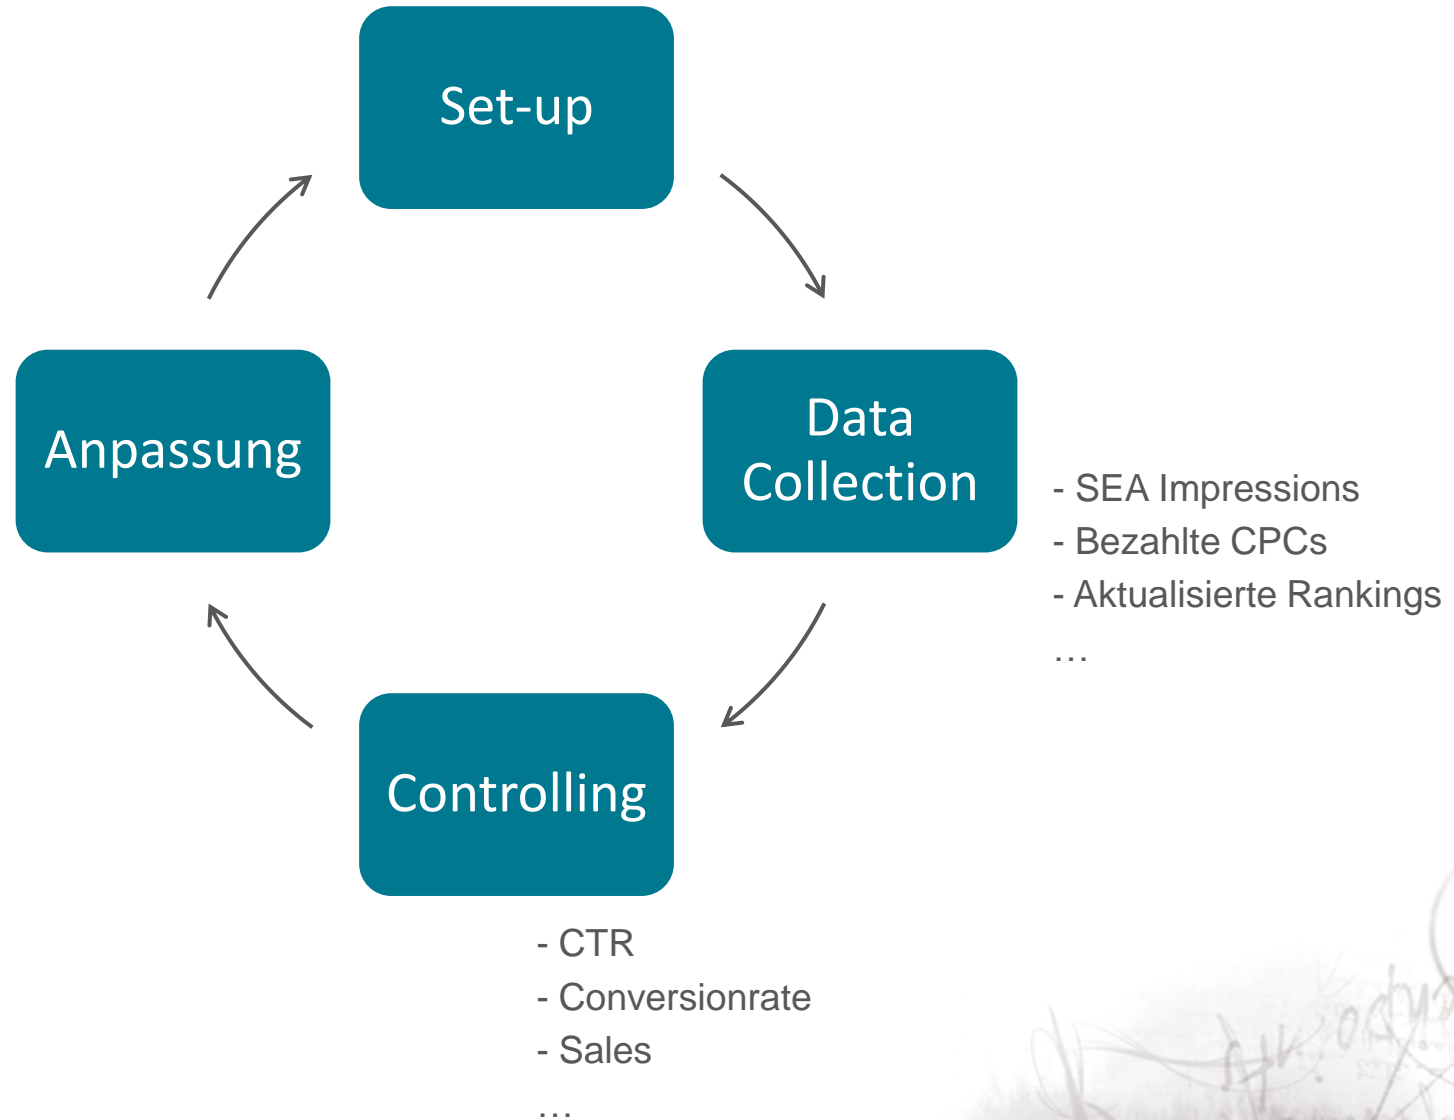 Set-up
Anpassung
Data
Collection
- SEA Impressions
- Bezahlte CPCs
- Aktualisierte Rankings
…
Controlling
- CTR
- Conversionrate
- Sales
…